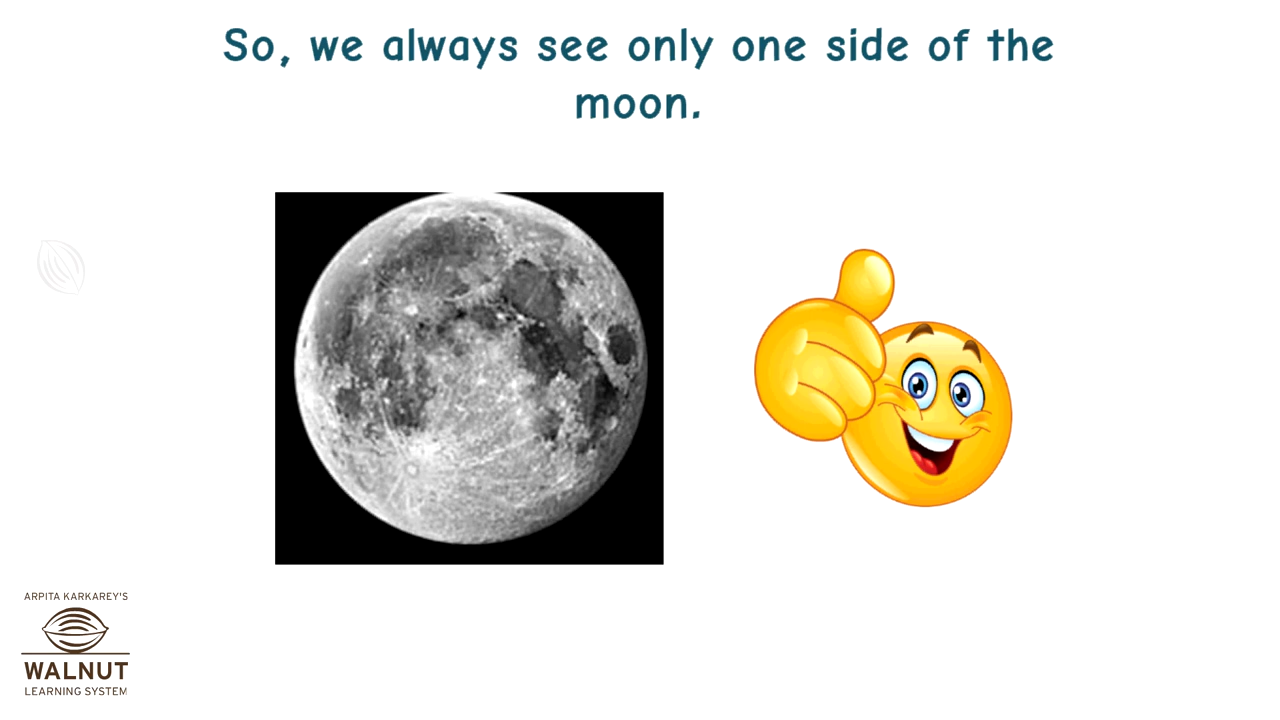 So, we always see only one side of the
moon.
ARPITA KARKAREY'S
WALNUT
LEARNING SYSTEM